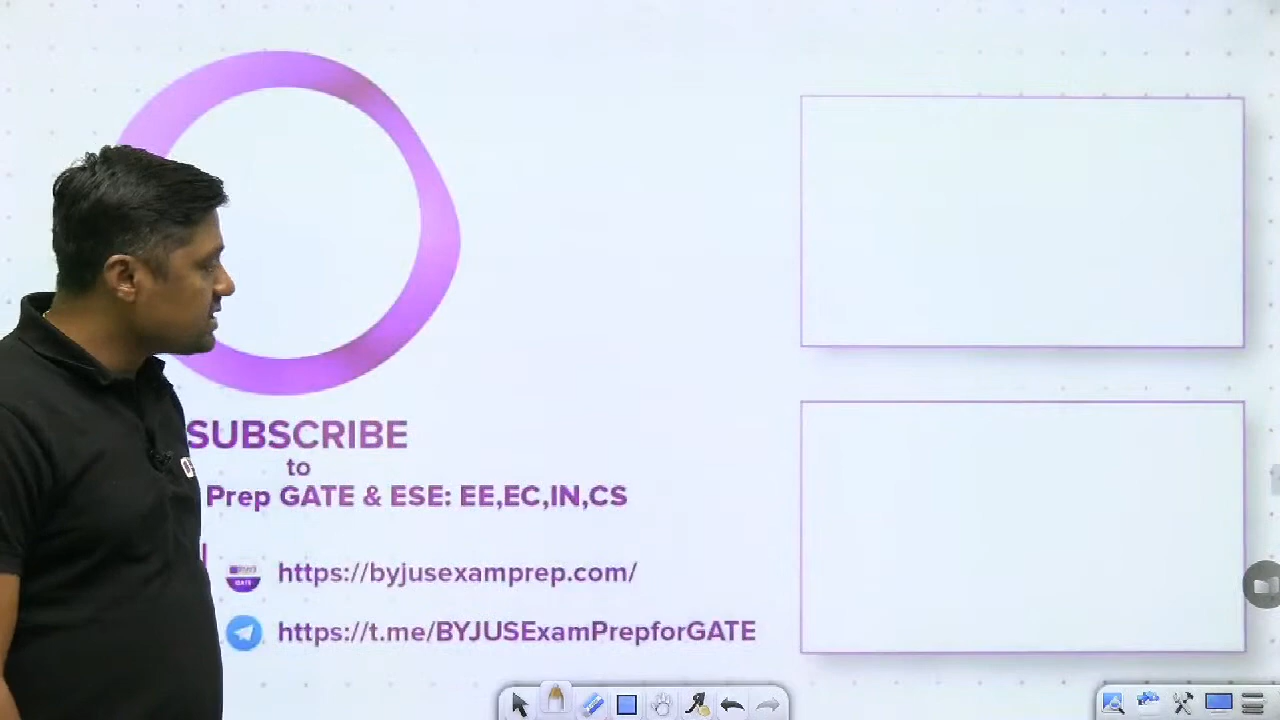 SUBSCRIBE
to
Prep GATE & ESE: EE,EC,IN,CS
https://byjusexamprep.com/
https://t.me/BYJUSExamPrepforGATE